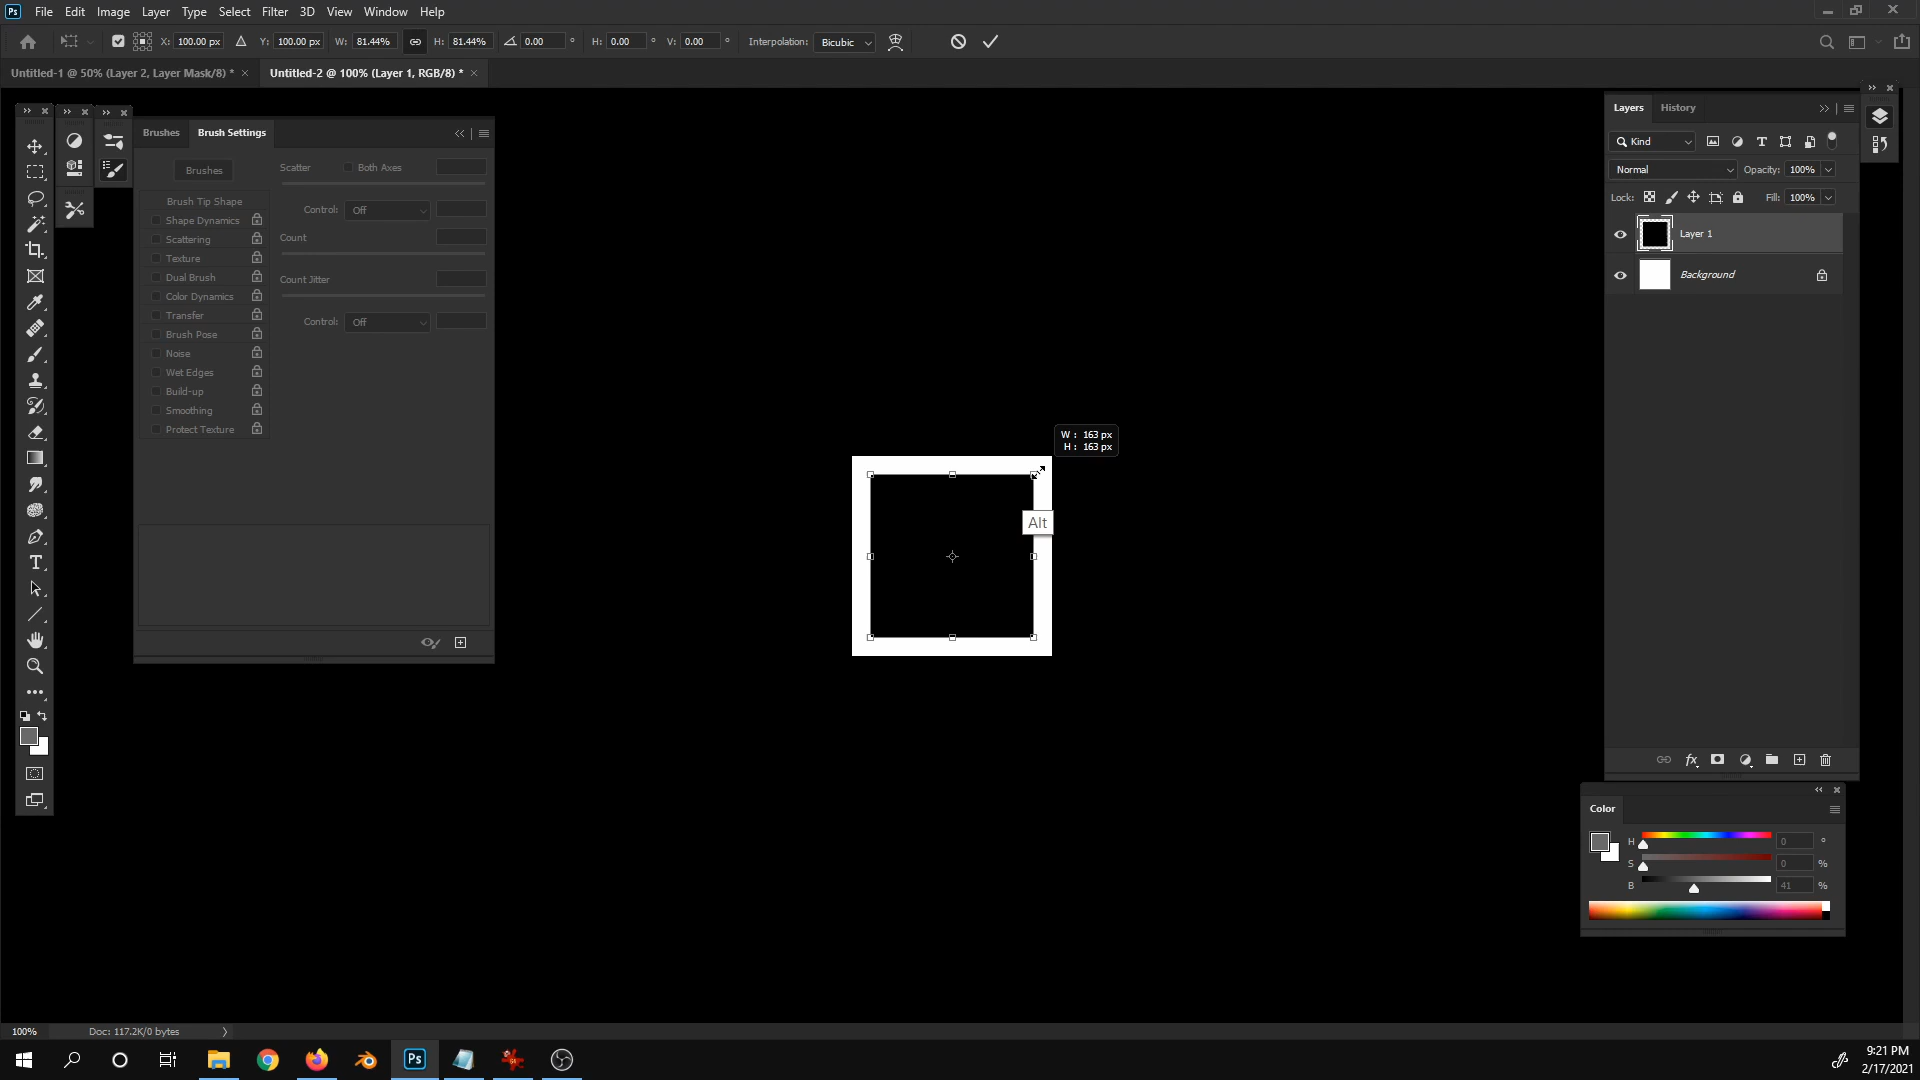 Ps File Edit Image Layer Type Select Filter 3D View Window Help
X: 100.00 px Y: 100.00 px W: 81.44% H: 81.44% 0.00 ° H: 0.00 ° V: 0.00 ° Interpolation: Bicubic
Untitled-1 @ 50% (Layer 2, Layer Mask/8) * × Untitled-2 @ 100% (Layer 1, RGB/8) * ×
Brushes Brush Settings
Brushes
Brush Tip Shape
Shape Dynamics
Scattering
Texture
Dual Brush
Color Dynamics
Transfer
Brush Pose
Noise
Wet Edges
Build-up
Smoothing
Protect Texture
Scatter Both Axes
Control: Off
Count
Count Jitter
Control: Off
W : 163 px
H : 163 px
Alt
Layers History
Kind
Normal Opacity: 100%
Lock: Fill: 100%
Layer 1
Background
fx
Color
H 0 °
S 0 %
B 41 %
100% Doc: 117.2K/0 bytes
Ps
9:21 PM
2/17/2021